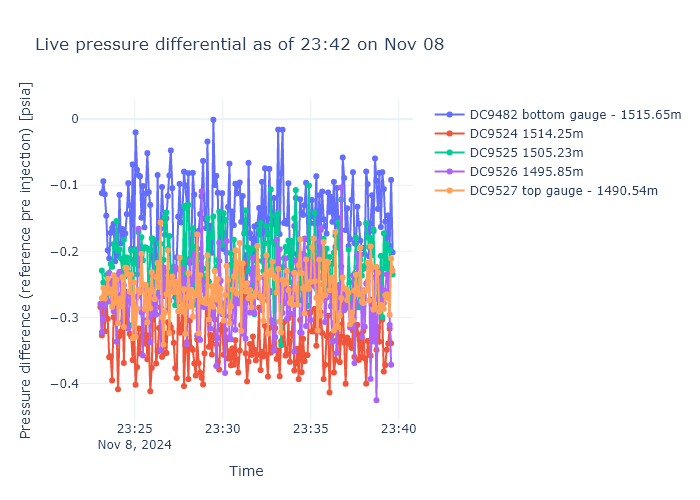 Live pressure differential as of 23:42 on Nov 08
Pressure difference (reference pre injection) [psia]
0
−0.1
−0.2
−0.3
−0.4
23:25
Nov 8, 2024
23:30
23:35
23:40
Time
DC9482 bottom gauge - 1515.65m
DC9524 1514.25m
DC9525 1505.23m
DC9526 1495.85m
DC9527 top gauge - 1490.54m